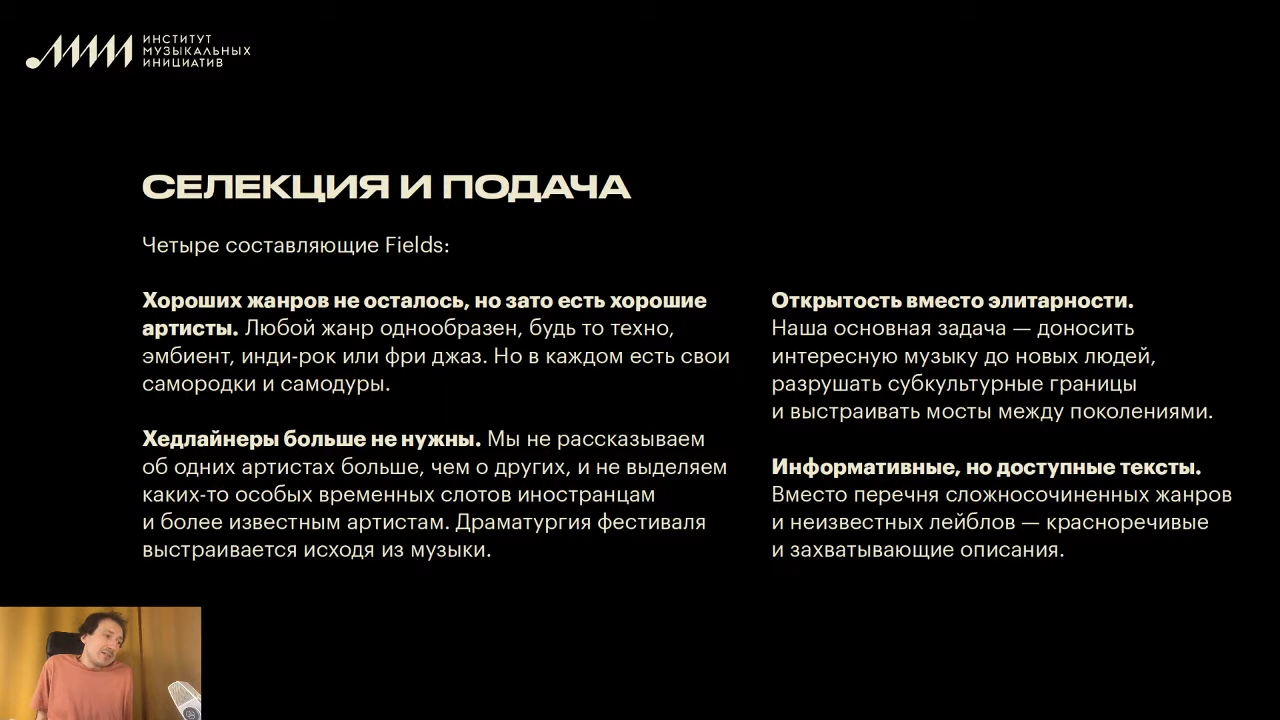 ИНСТИТУТ
МУЗЫКАЛЬНЫХ
ИНИЦИАТИВ
СЕЛЕКЦИЯ И ПОДАЧА
Четыре составляющие Fields:
Хороших жанров не осталось, но зато есть хорошие
артисты. Любой жанр однообразен, будь то техно,
эмбиент, инди-рок или фри джаз. Но в каждом есть свои
самородки и самодуры.
Хедлайнеры больше не нужны. Мы не рассказываем
об одних артистах больше, чем о других, и не выделяем
каких-то особых временных слотов иностранцам
и более известным артистам. Драматургия фестиваля
выстраивается исходя из музыки.
Открытость вместо элитарности.
Наша основная задача — доносить
интересную музыку до новых людей,
разрушать субкультурные границы
и выстраивать мосты между поколениями.
Информативные, но доступные тексты.
Вместо перечня сложносочиненных жанров
и неизвестных лейблов — красноречивые
и захватывающие описания.